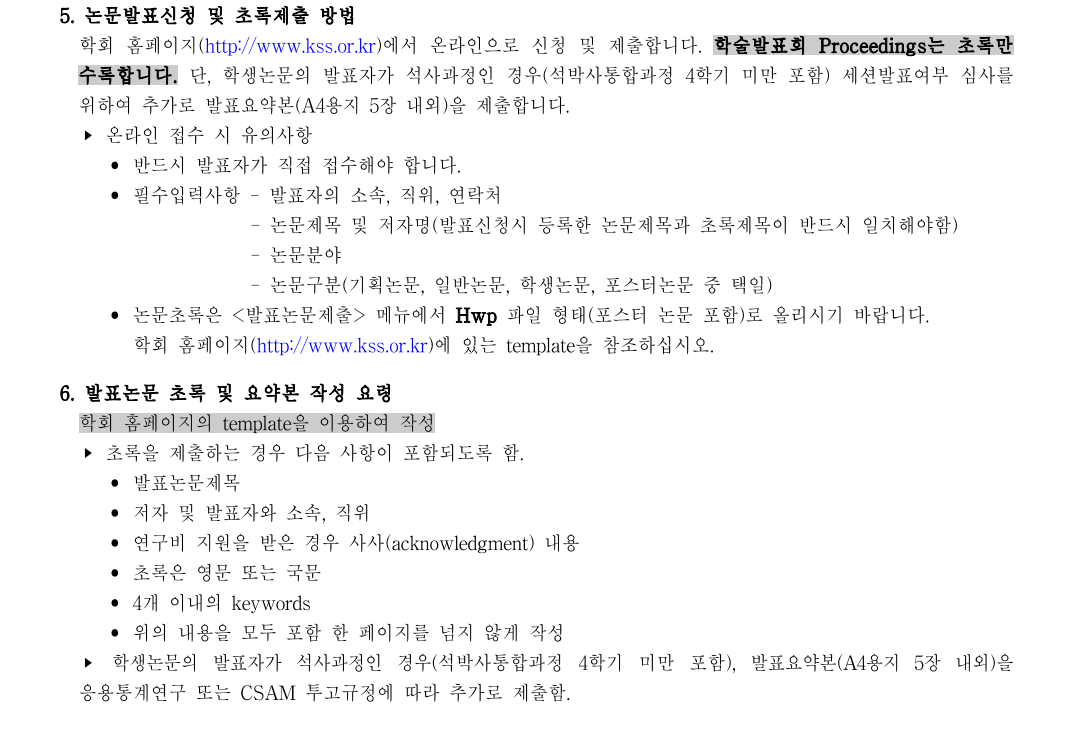 5. 논문발표신청 및 초록제출 방법
학회 홈페이지(http://www.kss.or.kr)에서 온라인으로 신청 및 제출합니다. 학술발표회 Proceedings는 초록만
수록합니다. 단, 학생논문의 발표자가 석사과정인 경우(석박사통합과정 4학기 미만 포함) 세션발표여부 심사를
위하여 추가로 발표요약본(A4용지 5장 내외)을 제출합니다.
▶ 온라인 접수 시 유의사항
● 반드시 발표자가 직접 접수해야 합니다.
● 필수입력사항 - 발표자의 소속, 직위, 연락처
- 논문제목 및 저자명(발표신청시 등록한 논문제목과 초록제목이 반드시 일치해야함)
- 논문분야
- 논문구분(기획논문, 일반논문, 학생논문, 포스터논문 중 택일)
● 논문초록은 <발표논문제출> 메뉴에서 Hwp 파일 형태(포스터 논문 포함)로 올리시기 바랍니다.
학회 홈페이지(http://www.kss.or.kr)에 있는 template을 참조하십시오.
6. 발표논문 초록 및 요약본 작성 요령
학회 홈페이지의 template을 이용하여 작성
▶ 초록을 제출하는 경우 다음 사항이 포함되도록 함.
● 발표논문제목
● 저자 및 발표자와 소속, 직위
● 연구비 지원을 받은 경우 사사(acknowledgment) 내용
● 초록은 영문 또는 국문
● 4개 이내의 keywords
● 위의 내용을 모두 포함 한 페이지를 넘지 않게 작성
▶ 학생논문의 발표자가 석사과정인 경우(석박사통합과정 4학기 미만 포함), 발표요약본(A4용지 5장 내외)을
응용통계연구 또는 CSAM 투고규정에 따라 추가로 제출함.